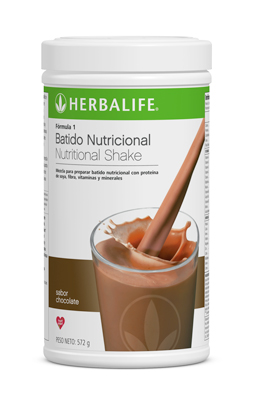 HERBALIFE®
Fórmula 1
Batido Nutricional
Nutritional Shake
Mezcla para preparar batido nutricional con proteína
de soya, fibra, vitaminas y minerales
sabor
chocolate
PESO NETO: 572 g